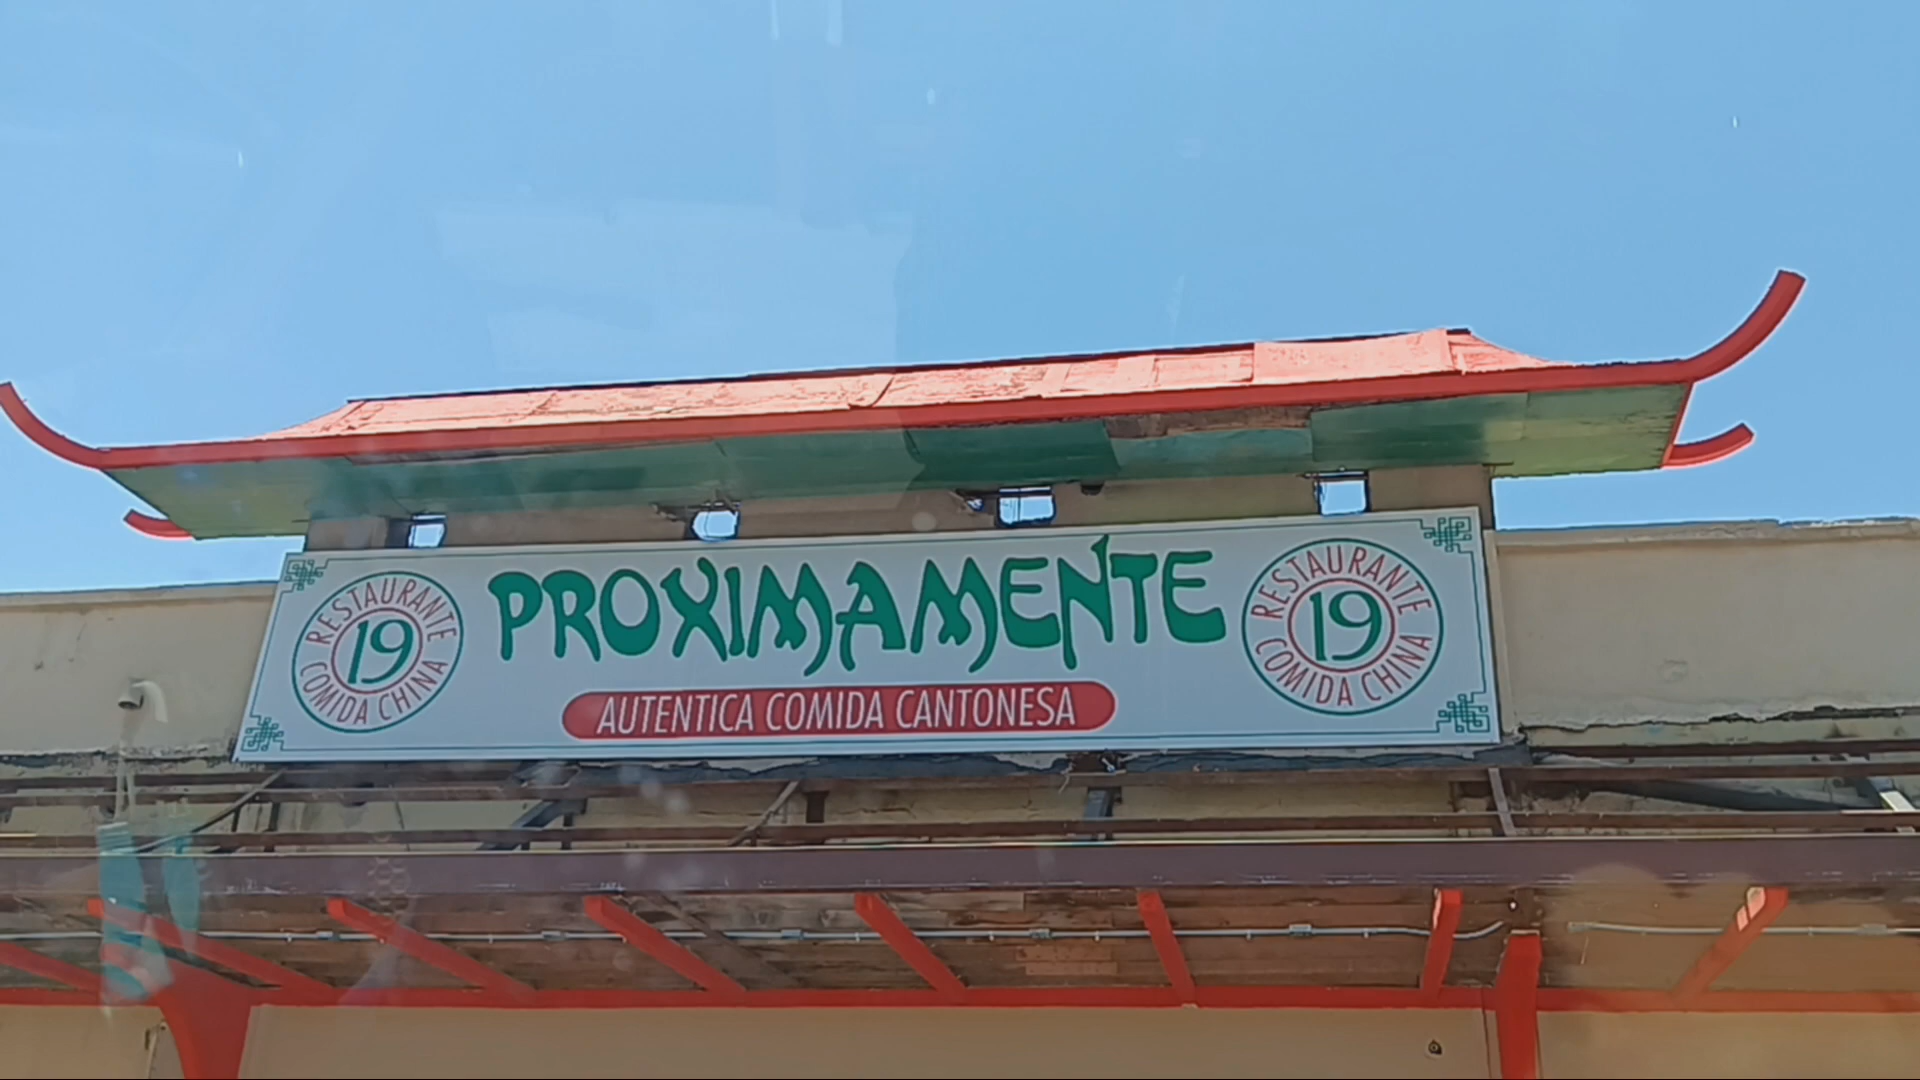 RESTAURANTE
19
COMIDA CHINA
PROXIMAMENTE
AUTENTICA COMIDA CANTONESA
RESTAURANTE
19
COMIDA CHINA